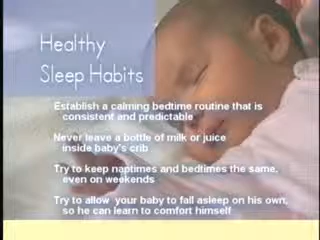 Healthy
Sleep Habits
Establish a calming bedtime routine that is
consistent and predictable
Never leave a bottle of milk or juice
inside baby's crib
Try to keep naptimes and bedtimes the same,
even on weekends
Try to allow your baby to fall asleep on his own,
so he can learn to comfort himself